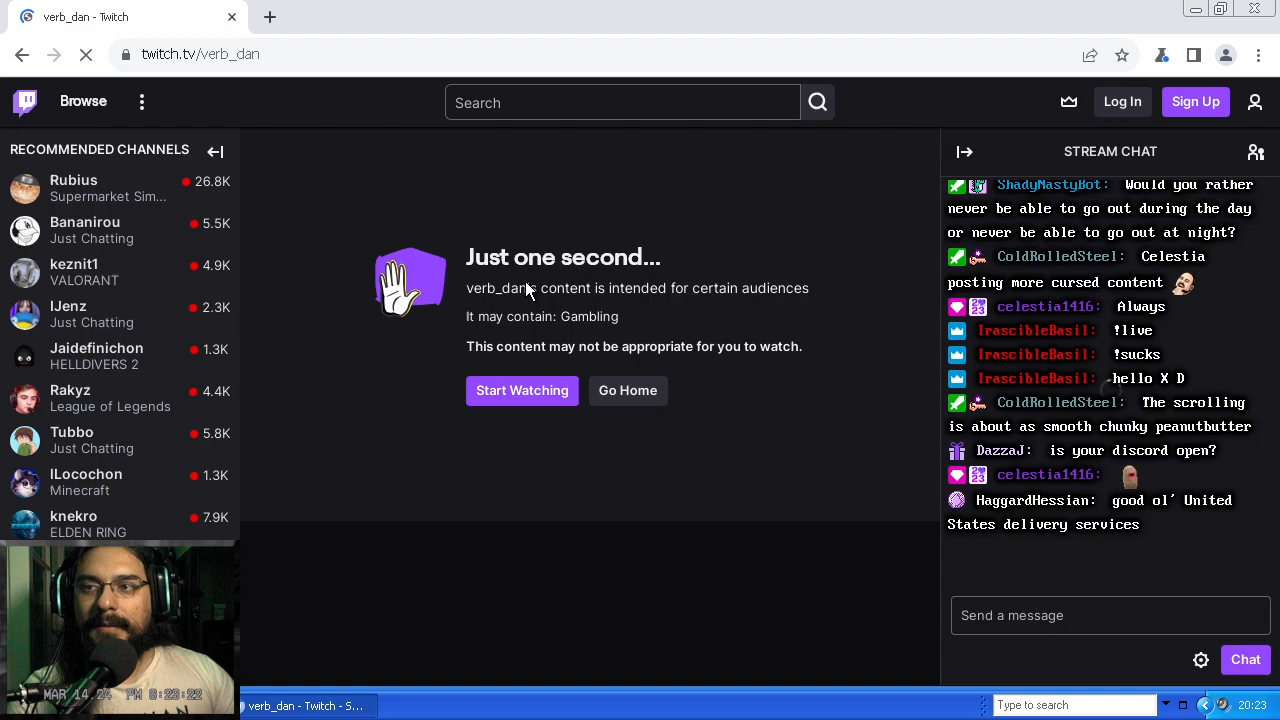 verb_dan - Twitch
twitch.tv/verb_dan
Browse
Search
Log In
Sign Up
RECOMMENDED CHANNELS
Rubius
26.8K
Supermarket Sim...
Bananirou
5.5K
Just Chatting
keznit1
4.9K
VALORANT
IJenz
2.3K
Just Chatting
Jaidefinichon
1.3K
HELLDIVERS 2
Rakyz
4.4K
League of Legends
Tubbo
5.8K
Just Chatting
ILocochon
1.3K
Minecraft
knekro
7.9K
ELDEN RING
Just one second...
verb_dan's content is intended for certain audiences
It may contain: Gambling
This content may not be appropriate for you to watch.
Start Watching
Go Home
STREAM CHAT
ShadyNastyBot: Would you rather
never be able to go out during the day
or never be able to go out at night?
ColdRolledSteel: Celestia
posting more cursed content
celestia1416: Always
IrascibleBasil: !live
IrascibleBasil: !sucks
IrascibleBasil: hello X D
ColdRolledSteel: The scrolling
is about as smooth chunky peanutbutter
DazzaJ: is your discord open?
celestia1416:
HaggardHessian: good ol' United
States delivery services
Send a message
Chat
MAR 14.24 PM 8:23:22
verb_dan - Twitch - S...
Type to search
20:23